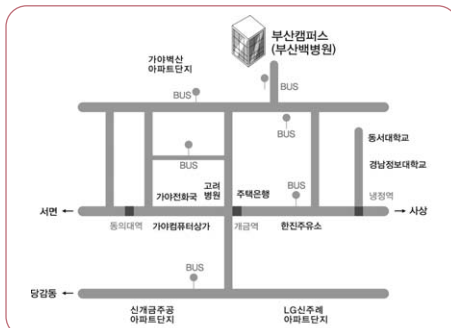 부산캠퍼스
(부산백병원)
가야벽산
아파트단지
BUS
BUS
BUS
BUS
동서대학교
경남정보대학교
냉정역
가야전화국
고려
병원
주택은행
BUS
서면 ←
→ 사상
동의대역
가야컴퓨터상가
개금역
한진주유소
BUS
당감동 ←
신개금주공
아파트단지
LG신주례
아파트단지